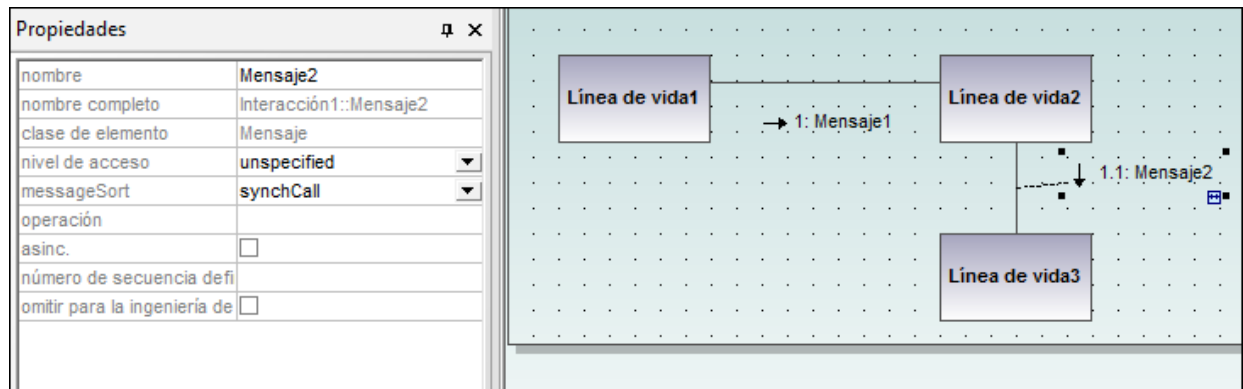 Propiedades
nombre Mensaje2
nombre completo Interacción1::Mensaje2
clase de elemento Mensaje
nivel de acceso unspecified
messageSort synchCall
operación
asinc.
número de secuencia defi
omitir para la ingeniería de
Línea de vida1
Línea de vida2
1: Mensaje1
1.1: Mensaje2
Línea de vida3